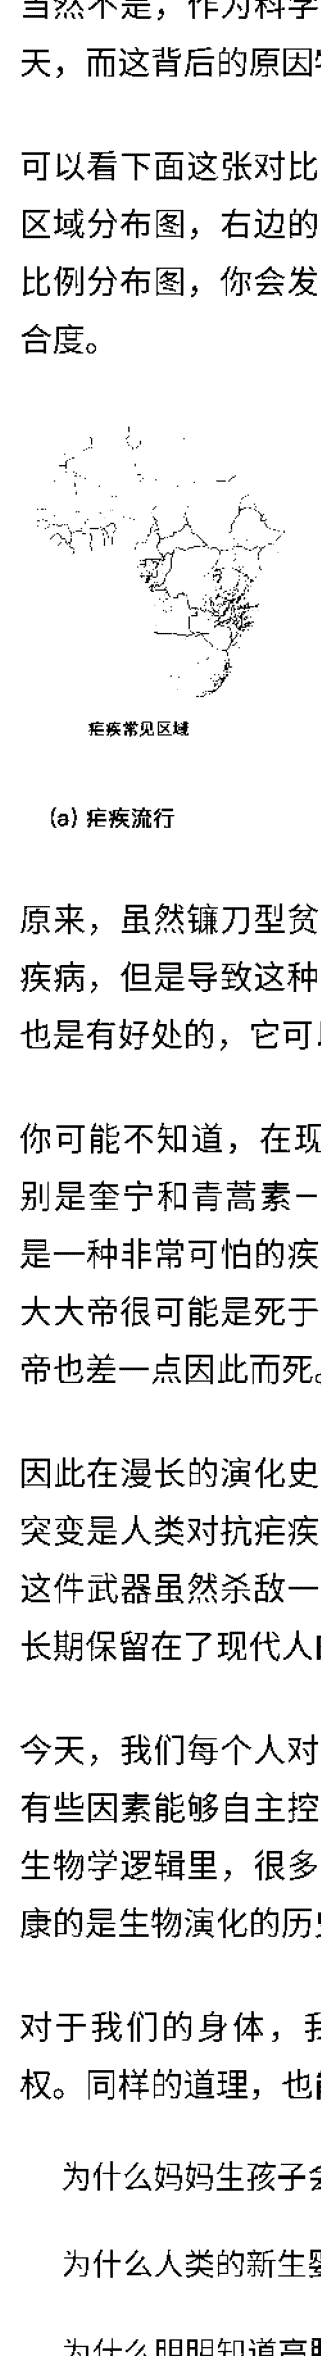 当然不是，作为科学
天，而这背后的原因
可以看下面这张对比
区域分布图，右边的
比例分布图，你会发
合度。
疟疾常见区域
(a) 疟疾流行
原来，虽然镰刀型贫
疾病，但是导致这种
也是有好处的，它可
你可能不知道，在现
别是奎宁和青蒿素—
是一种非常可怕的疾
大大帝很可能是死于
帝也差一点因此而死。
因此在漫长的演化史
突变是人类对抗疟疾
这件武器虽然杀敌一
长期保留在了现代人
今天，我们每个人对
有些因素能够自主控
生物学逻辑里，很多
康的是生物演化的历史
对于我们的身体，我
权。同样的道理，也
为什么妈妈生孩子会
为什么人类的新生婴
为什么明明知道高